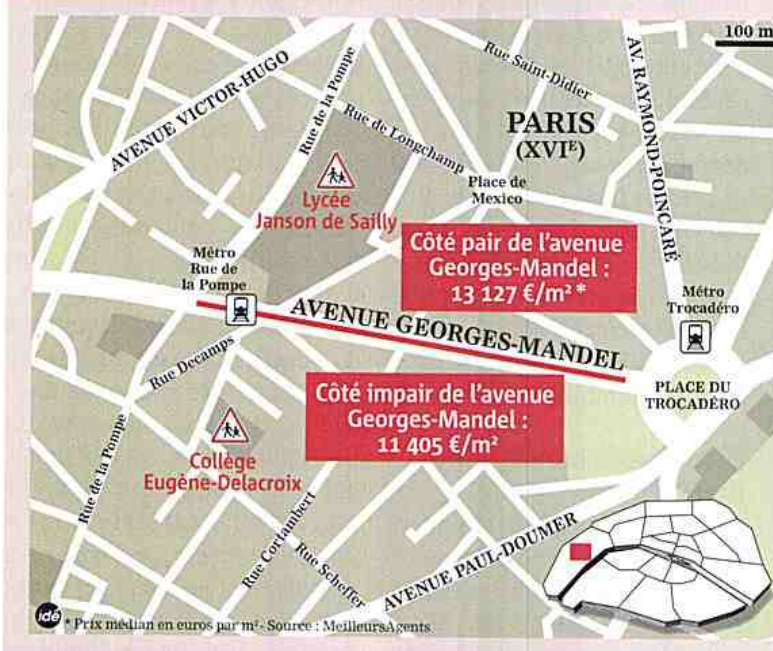 100 m
Rue Saint-Didier
AV. RAYMOND-POINCARÉ
AVENUE VICTOR-HUGO
Rue de la Pompe
Rue de Longchamp
PARIS
(XVIᴱ)
Place de
Mexico
Lycée
Janson de Sailly
Métro
Rue de
la Pompe
Côté pair de l'avenue
Georges-Mandel :
13 127 €/m² *
Métro
Trocadéro
AVENUE GEORGES-MANDEL
Rue Decamps
PLACE DU
TROCADÉRO
Côté impair de l'avenue
Georges-Mandel :
11 405 €/m²
Collège
Eugène-Delacroix
Rue de la Pompe
Rue Cortambert
Rue Scheffer
AVENUE PAUL-DOUMER
idé
* Prix médian en euros par m² - Source : MeilleursAgents